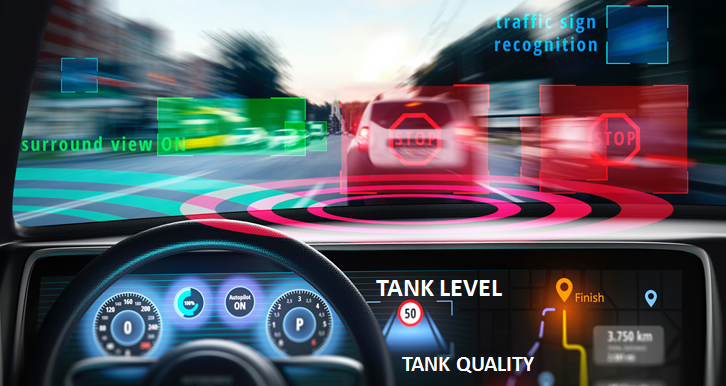 traffic sign
recognition
surround view ON
STOP
STOP
TANK LEVEL
50
Finish
100%
Autopilot
ON
160
0
P
3.750 km
TANK QUALITY